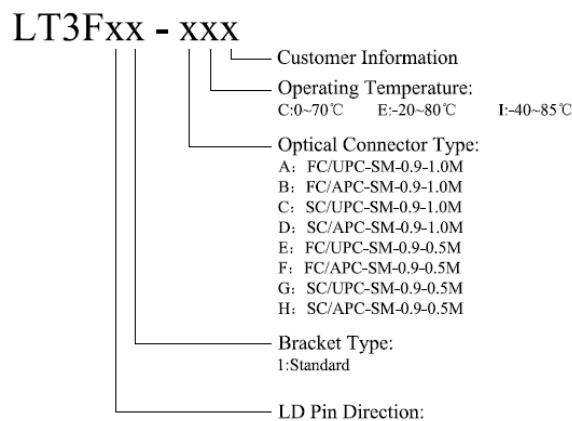 LT3Fxx - xxx
Customer Information
Operating Temperature:
C:0~70℃ E:-20~80℃ I:-40~85℃
Optical Connector Type:
A: FC/UPC-SM-0.9-1.0M
B: FC/APC-SM-0.9-1.0M
C: SC/UPC-SM-0.9-1.0M
D: SC/APC-SM-0.9-1.0M
E: FC/UPC-SM-0.9-0.5M
F: FC/APC-SM-0.9-0.5M
G: SC/UPC-SM-0.9-0.5M
H: SC/APC-SM-0.9-0.5M
Bracket Type:
1:Standard
LD Pin Direction: